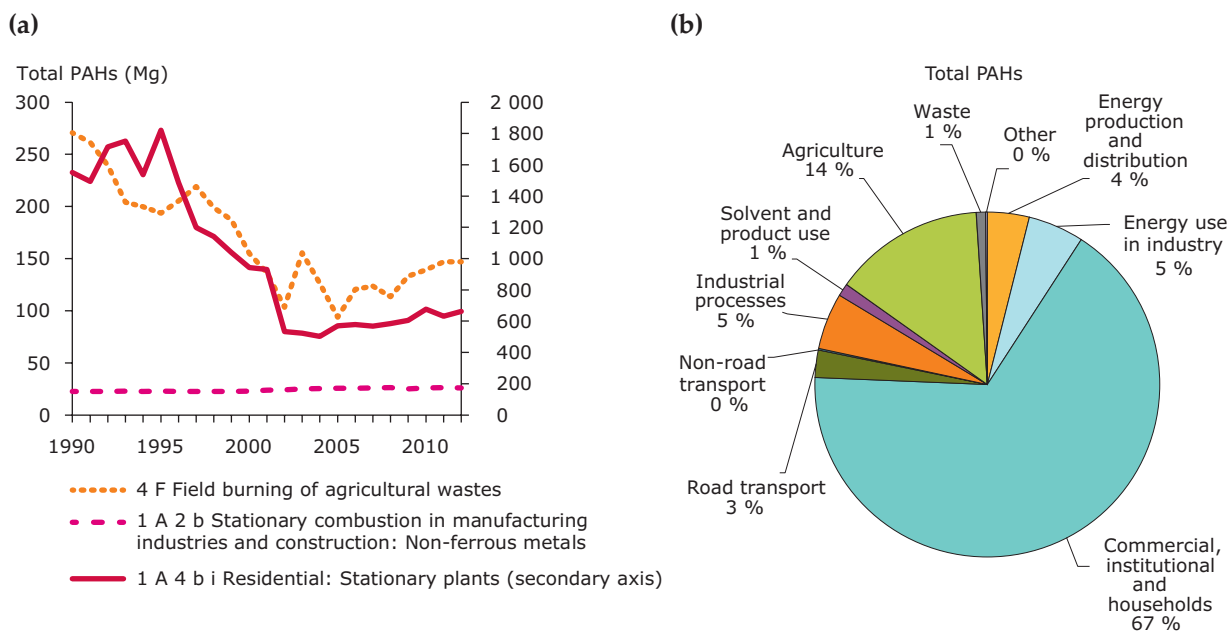 (a)
Total PAHs (Mg)
300
250
200
150
100
50
0
2 000
1 800
1 600
1 400
1 200
1 000
800
600
400
200
0
1990 1995 2000 2005 2010
4 F Field burning of agricultural wastes
1 A 2 b Stationary combustion in manufacturing
industries and construction: Non-ferrous metals
1 A 4 b i Residential: Stationary plants (secondary axis)
(b)
Total PAHs
Energy
production
and
distribution
4 %
Energy use
in industry
5 %
Commercial,
institutional
and
households
67 %
Road transport
3 %
Non-road
transport
0 %
Industrial
processes
5 %
Solvent and
product use
1 %
Agriculture
14 %
Waste
1 %
Other
0 %